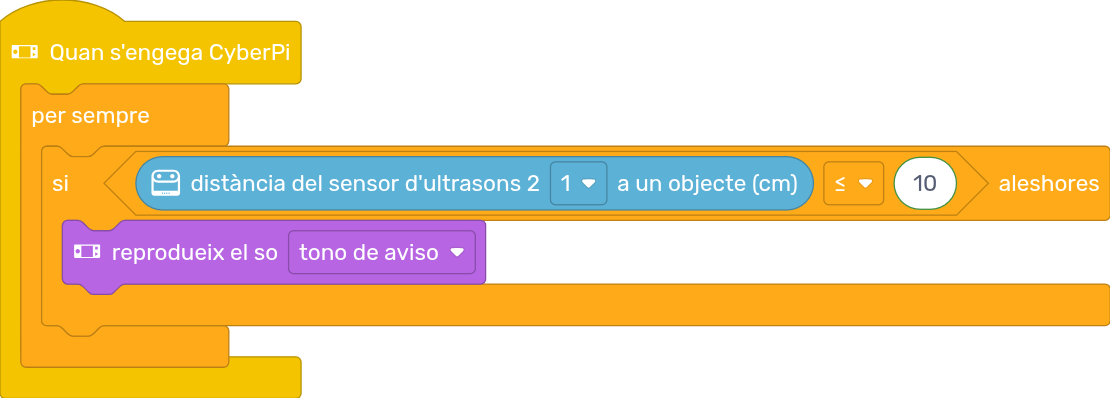 Quan s'engega CyberPi
per sempre
si distància del sensor d'ultrasons 2 1 a un objecte (cm) ≤ 10 aleshores
reprodueix el so tono de aviso